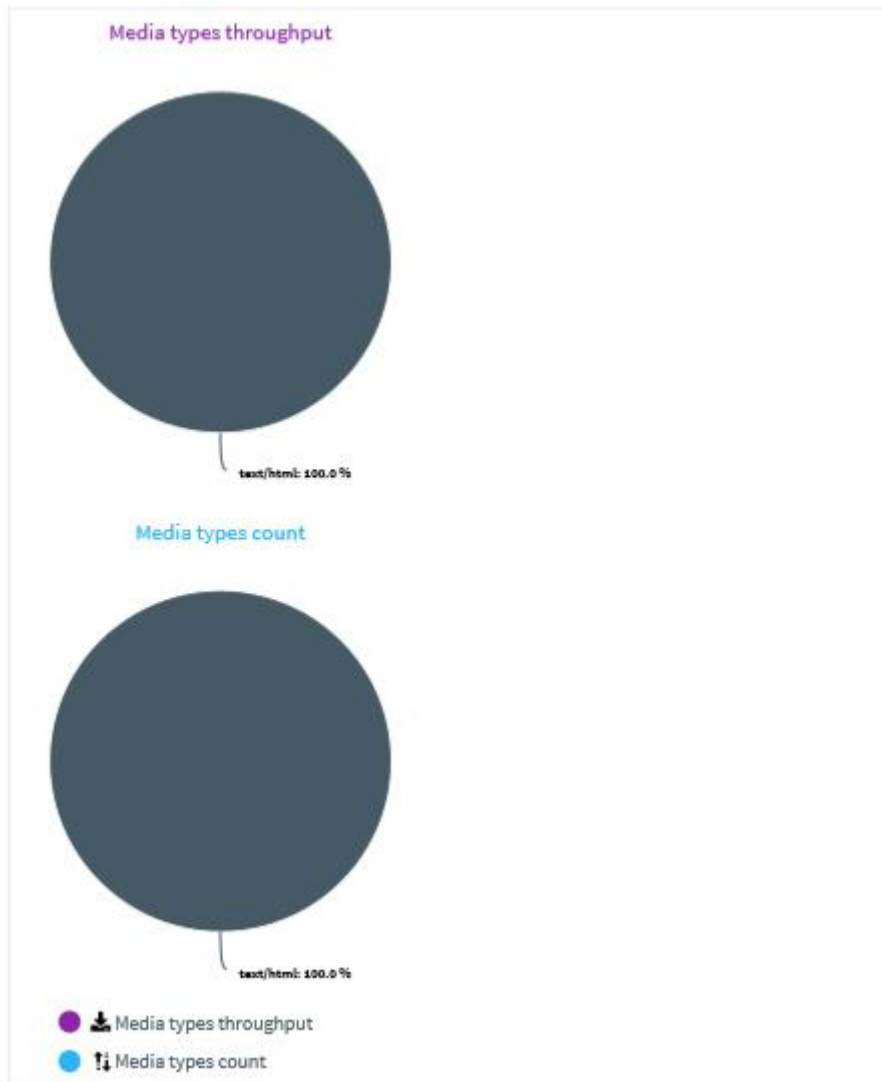 Media types throughput
text/html: 100.0 %
Media types count
text/html: 100.0 %
Media types throughput
Media types count